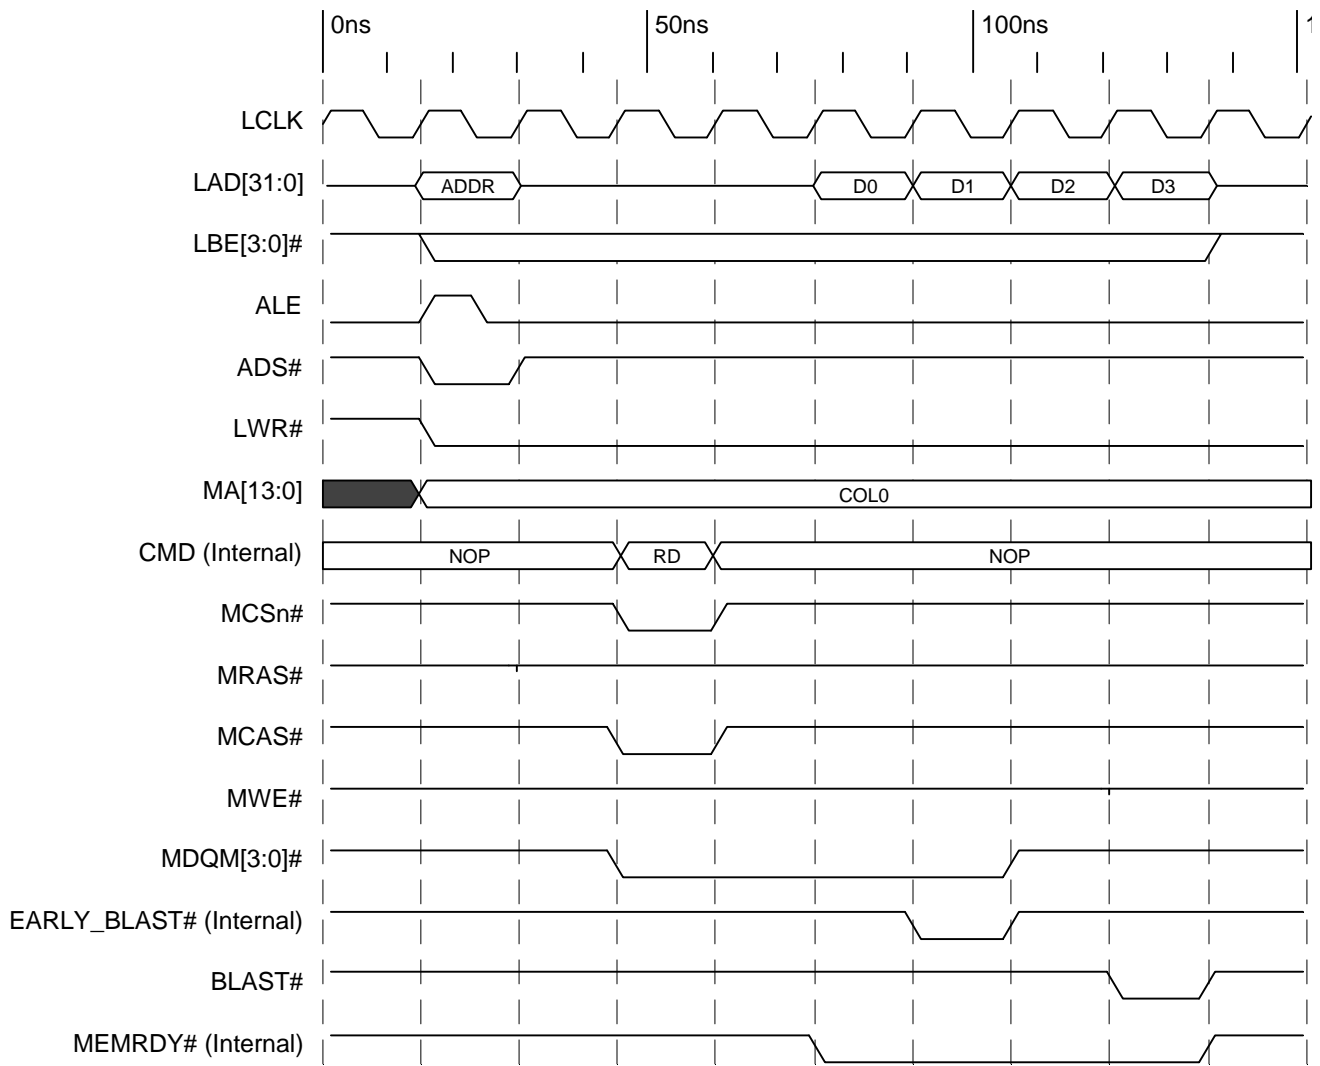 0ns 50ns 100ns
LCLK
LAD[31:0] ADDR D0 D1 D2 D3
LBE[3:0]#
ALE
ADS#
LWR#
MA[13:0] COL0
CMD (Internal) NOP RD NOP
MCSn#
MRAS#
MCAS#
MWE#
MDQM[3:0]#
EARLY_BLAST# (Internal)
BLAST#
MEMRDY# (Internal)